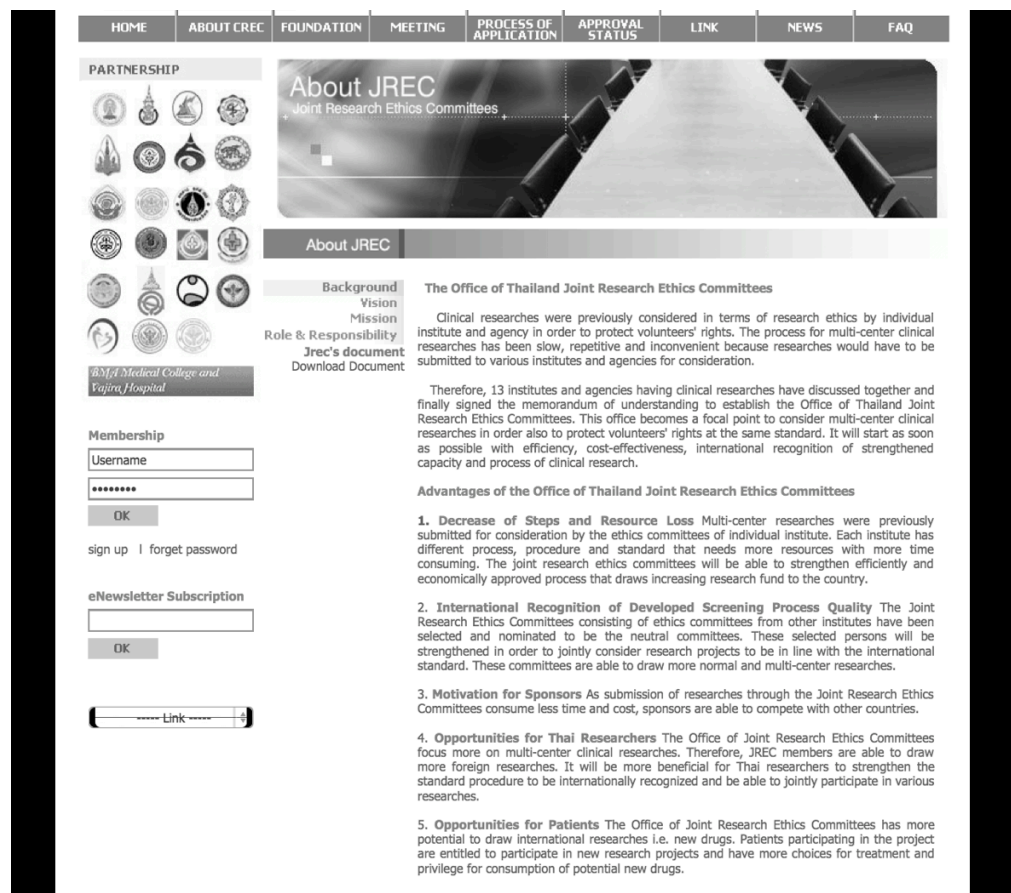 HOME
ABOUT CREC
FOUNDATION
MEETING
PROCESS OF
APPLICATION
APPROVAL
STATUS
LINK
NEWS
FAQ
PARTNERSHIP
About JREC
Joint Research Ethics Committees
About JREC
BMA Medical College and
Vajira Hospital
Membership
Username
OK
sign up | forget password
eNewsletter Subscription
OK
----- Link -----
Background
Vision
Mission
Role & Responsibility
Jrec's document
Download Document
The Office of Thailand Joint Research Ethics Committees
Clinical researches were previously considered in terms of research ethics by individual
institute and agency in order to protect volunteers' rights. The process for multi-center clinical
researches has been slow, repetitive and inconvenient because researches would have to be
submitted to various institutes and agencies for consideration.
Therefore, 13 institutes and agencies having clinical researches have discussed together and
finally signed the memorandum of understanding to establish the Office of Thailand Joint
Research Ethics Committees. This office becomes a focal point to consider multi-center clinical
researches in order also to protect volunteers' rights at the same standard. It will start as soon
as possible with efficiency, cost-effectiveness, international recognition of strengthened
capacity and process of clinical research.
Advantages of the Office of Thailand Joint Research Ethics Committees
1. Decrease of Steps and Resource Loss Multi-center researches were previously
submitted for consideration by the ethics committees of individual institute. Each institute has
different process, procedure and standard that needs more resources with more time
consuming. The joint research ethics committees will be able to strengthen efficiently and
economically approved process that draws increasing research fund to the country.
2. International Recognition of Developed Screening Process Quality The Joint
Research Ethics Committees consisting of ethics committees from other institutes have been
selected and nominated to be the neutral committees. These selected persons will be
strengthened in order to jointly consider research projects to be in line with the international
standard. These committees are able to draw more normal and multi-center researches.
3. Motivation for Sponsors As submission of researches through the Joint Research Ethics
Committees consume less time and cost, sponsors are able to compete with other countries.
4. Opportunities for Thai Researchers The Office of Joint Research Ethics Committees
focus more on multi-center clinical researches. Therefore, JREC members are able to draw
more foreign researches. It will be more beneficial for Thai researchers to strengthen the
standard procedure to be internationally recognized and be able to jointly participate in various
researches.
5. Opportunities for Patients The Office of Joint Research Ethics Committees has more
potential to draw international researches i.e. new drugs. Patients participating in the project
are entitled to participate in new research projects and have more choices for treatment and
privilege for consumption of potential new drugs.